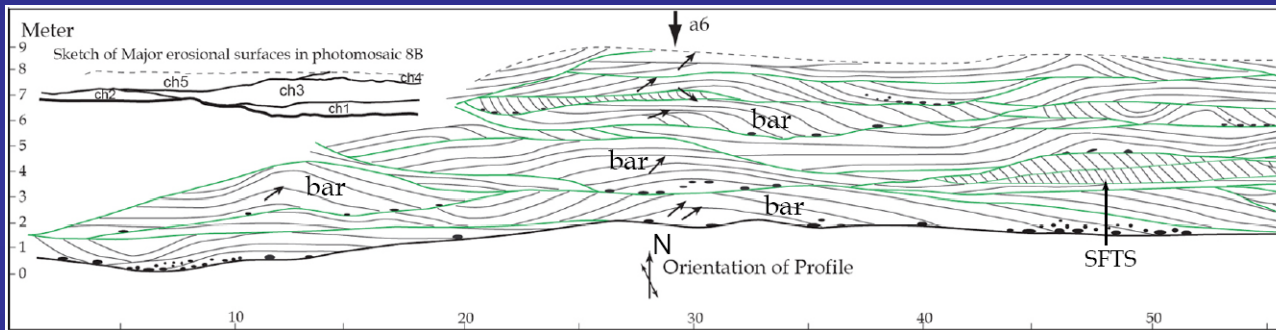 Meter
a6
Sketch of Major erosional surfaces in photomosaic 8B
9
8
7
6
5
4
3
2
1
0
ch5
ch4
ch2
ch3
ch1
bar
bar
bar
bar
SFTS
N
Orientation of Profile
10
20
30
40
50